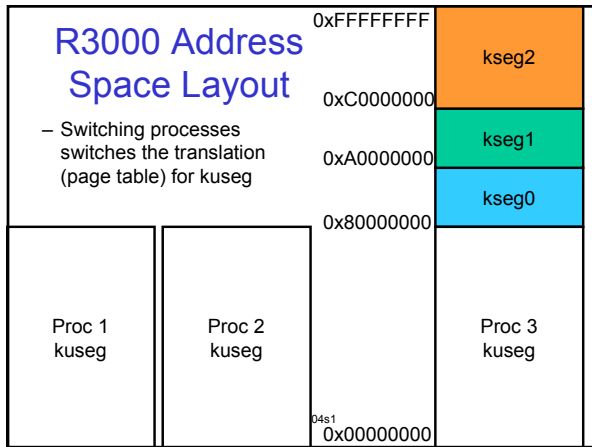 R3000 Address
Space Layout
– Switching processes
switches the translation
(page table) for kuseg
0xFFFFFFFF
kseg2
0xC0000000
kseg1
0xA0000000
kseg0
0x80000000
Proc 1
kuseg
Proc 2
kuseg
Proc 3
kuseg
04s1
0x00000000